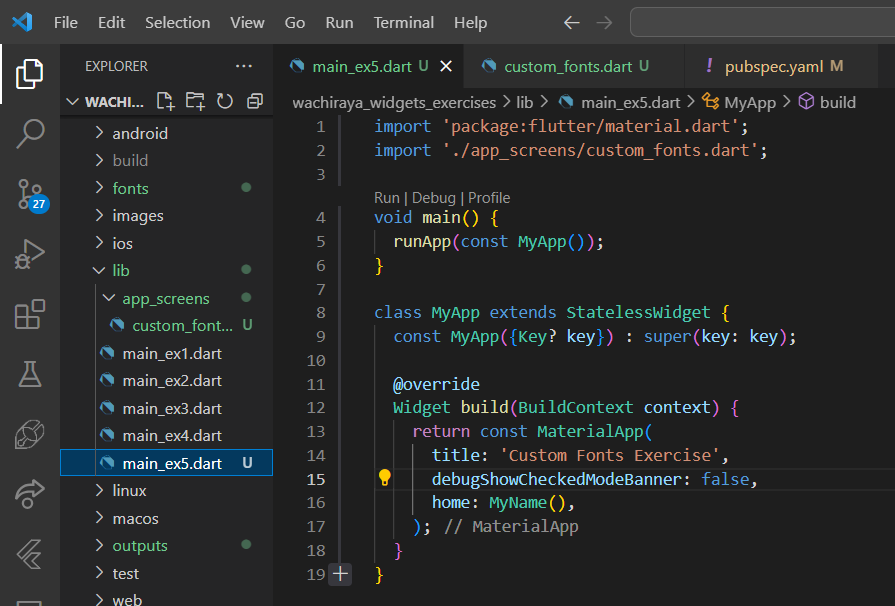 File Edit Selection View Go Run Terminal Help
EXPLORER
WACHI...
android
build
fonts
images
ios
lib
app_screens
custom_font... U
main_ex1.dart
main_ex2.dart
main_ex3.dart
main_ex4.dart
main_ex5.dart U
linux
macos
outputs
test
web
27
main_ex5.dart U
custom_fonts.dart U
! pubspec.yaml M
wachiraya_widgets_exercises > lib > main_ex5.dart > MyApp > build
1 import 'package:flutter/material.dart';
2 import './app_screens/custom_fonts.dart';
3
Run | Debug | Profile
4 void main() {
5 runApp(const MyApp());
6 }
7
8 class MyApp extends StatelessWidget {
9 const MyApp({Key? key}) : super(key: key);
10
11 @override
12 Widget build(BuildContext context) {
13 return const MaterialApp(
14 title: 'Custom Fonts Exercise',
15 debugShowCheckedModeBanner: false,
16 home: MyName(),
17 ); // MaterialApp
18 }
19 }